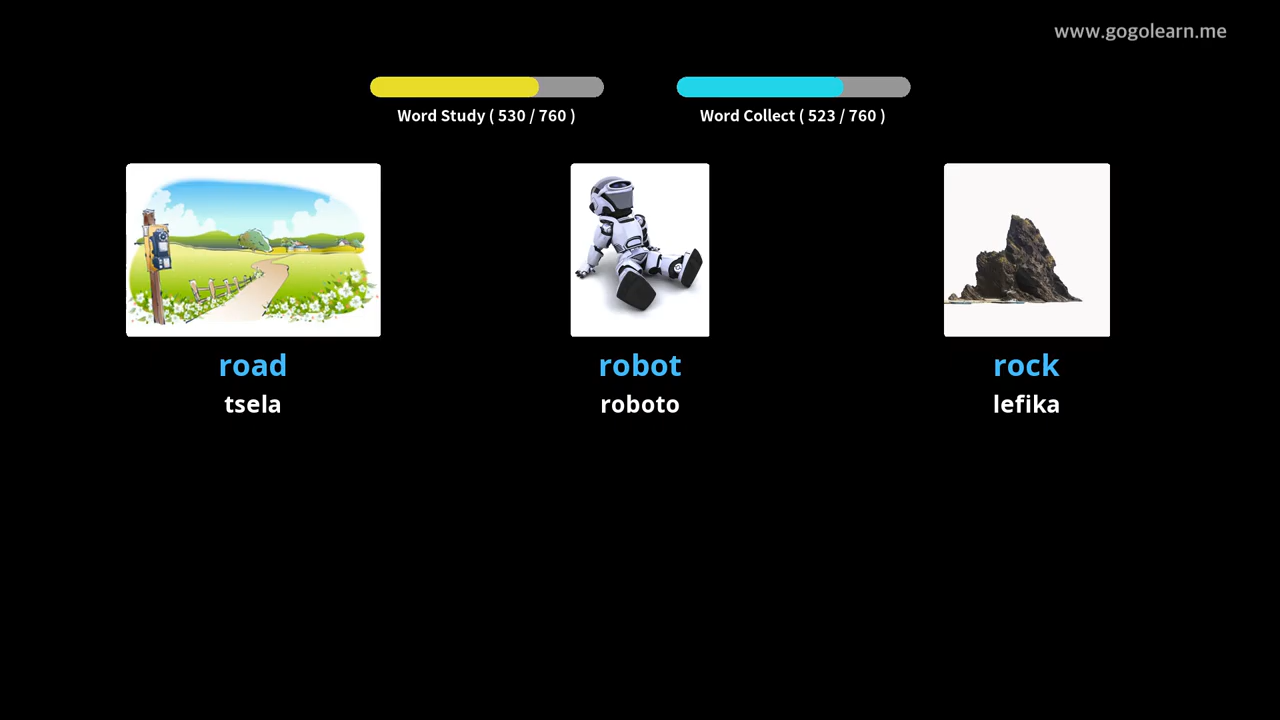 www.gogolearn.me
Word Study ( 530 / 760 )
Word Collect ( 523 / 760 )
road
robot
rock
tsela
roboto
lefika